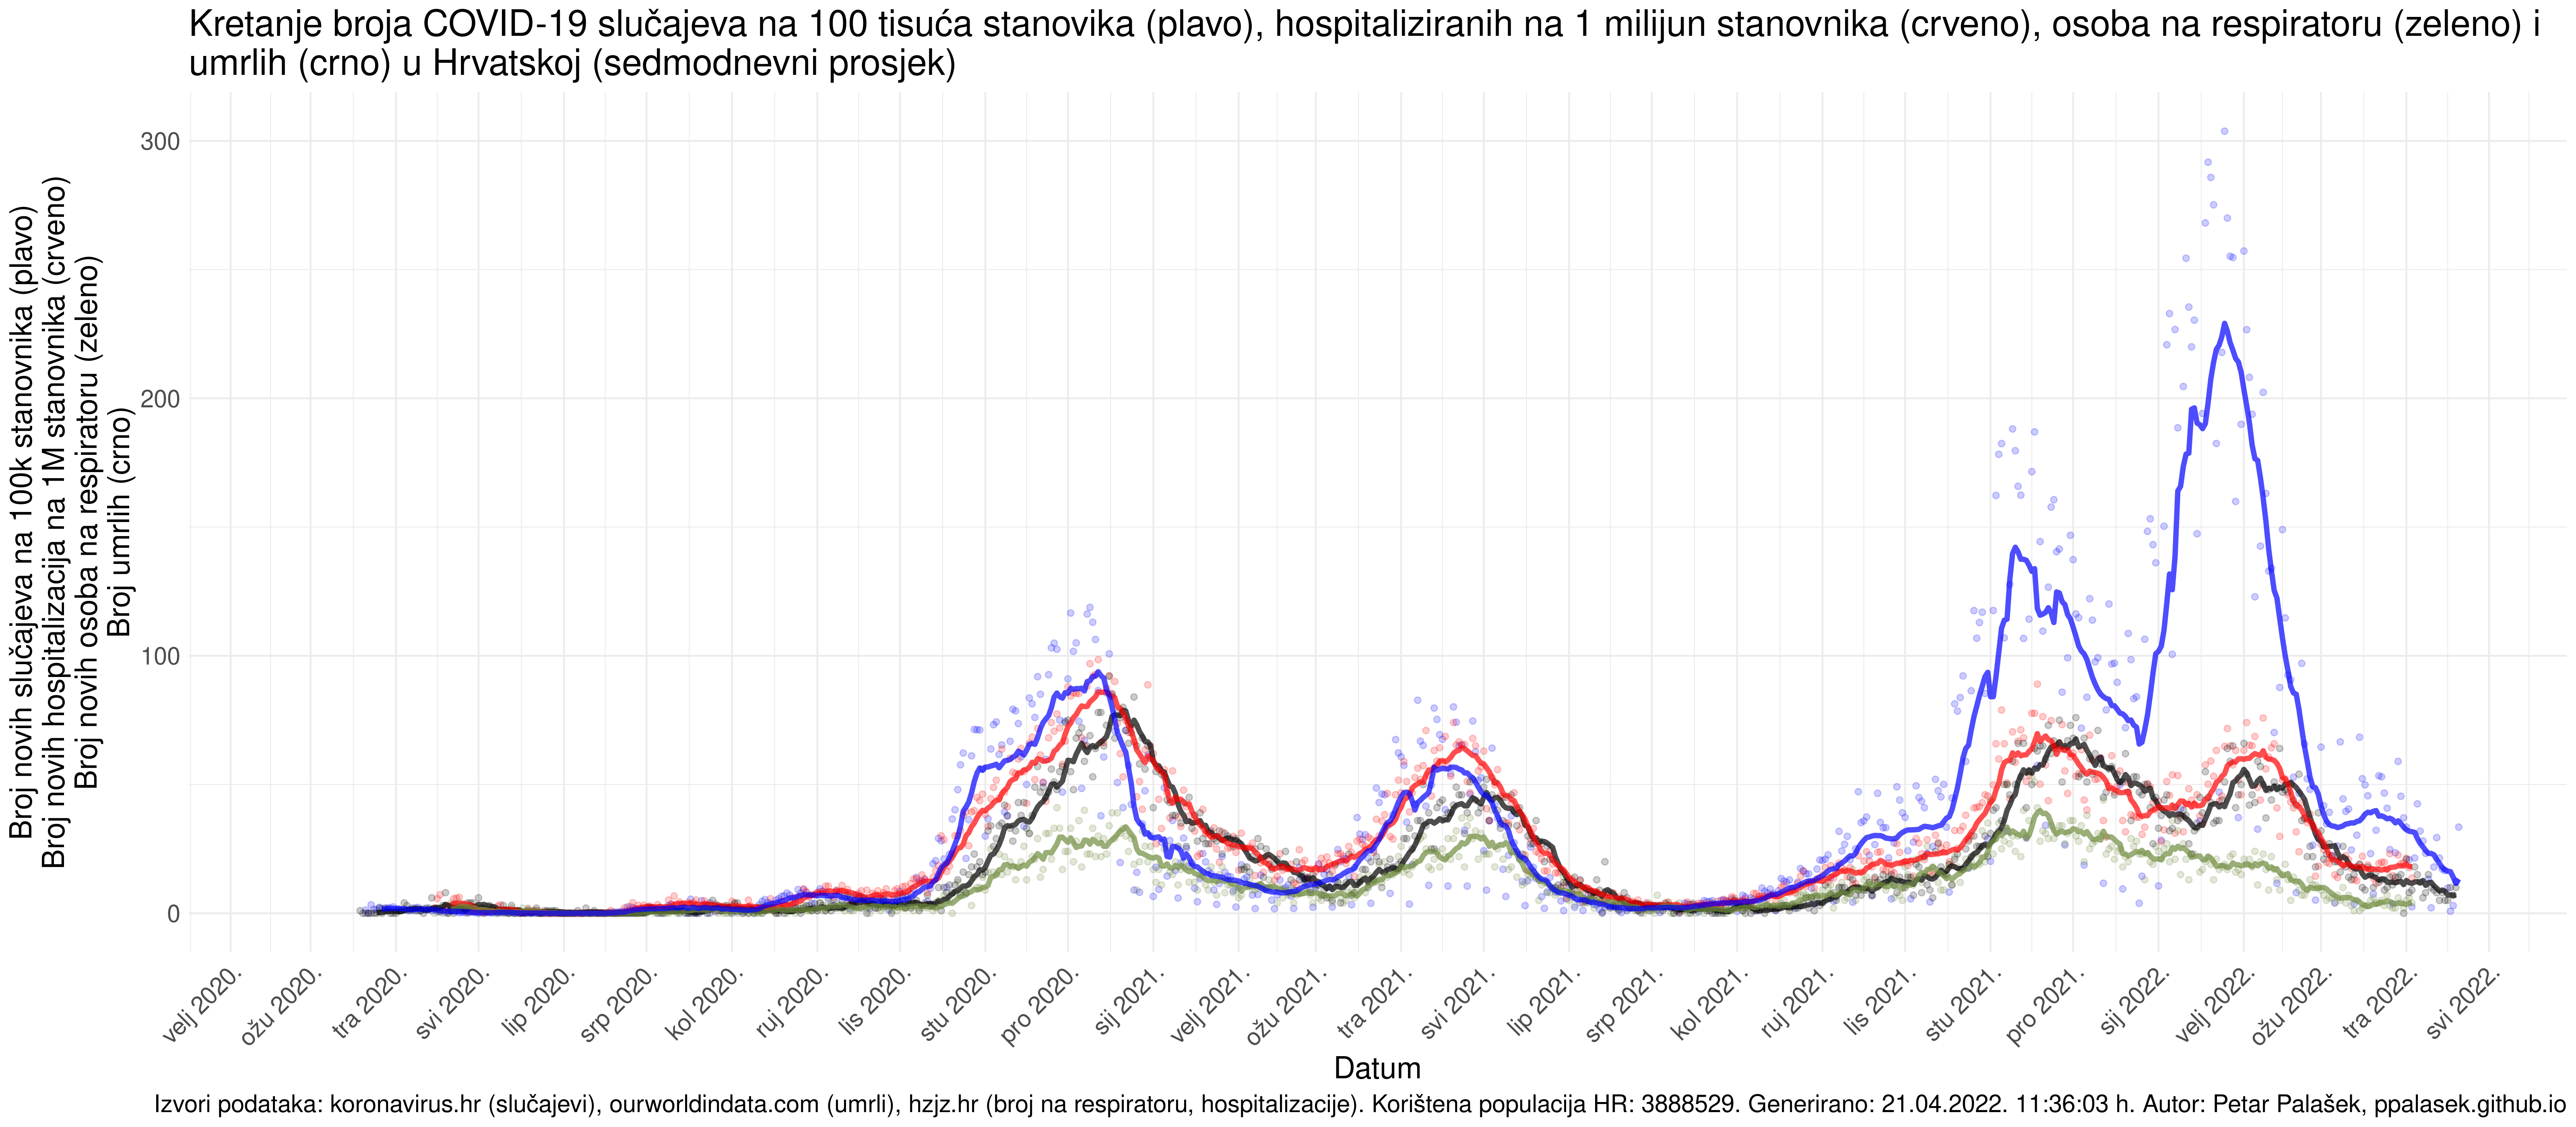 Kretanje broja COVID-19 slučajeva na 100 tisuća stanovika (plavo), hospitaliziranih na 1 milijun stanovnika (crveno), osoba na respiratoru (zeleno) i
umrlih (crno) u Hrvatskoj (sedmodnevni prosjek)
Broj novih slučajeva na 100k stanovnika (plavo)
Broj novih hospitalizacija na 1M stanovnika (crveno)
Broj novih osoba na respiratoru (zeleno)
Broj umrlih (crno)
300
200
100
0
velj 2020.
ožu 2020.
tra 2020.
svi 2020.
lip 2020.
srp 2020.
kol 2020.
ruj 2020.
lis 2020.
stu 2020.
pro 2020.
sij 2021.
velj 2021.
ožu 2021.
tra 2021.
svi 2021.
lip 2021.
srp 2021.
kol 2021.
ruj 2021.
lis 2021.
stu 2021.
pro 2021.
sij 2022.
velj 2022.
ožu 2022.
tra 2022.
svi 2022.
Datum
Izvori podataka: koronavirus.hr (slučajevi), ourworldindata.com (umrli), hzjz.hr (broj na respiratoru, hospitalizacije). Korištena populacija HR: 3888529. Generirano: 21.04.2022. 11:36:03 h. Autor: Petar Palašek, ppalasek.github.io